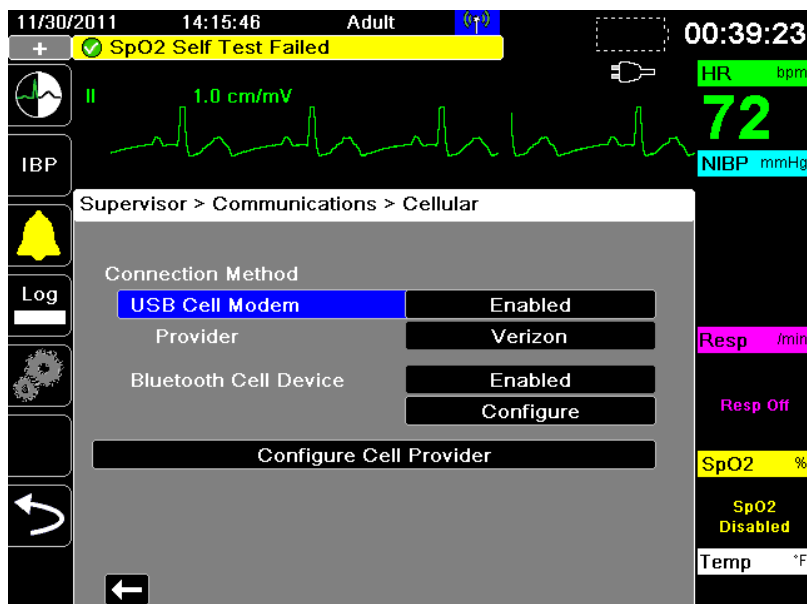 11/30/2011 14:15:46 Adult
00:39:23
+ SpO2 Self Test Failed
II 1.0 cm/mV
HR bpm
72
IBP
NIBP mmHg
Supervisor > Communications > Cellular
Connection Method
Log
USB Cell Modem Enabled
Provider Verizon
Resp /min
Bluetooth Cell Device Enabled
Configure
Resp Off
Configure Cell Provider
SpO2 %
SpO2
Disabled
Temp °F